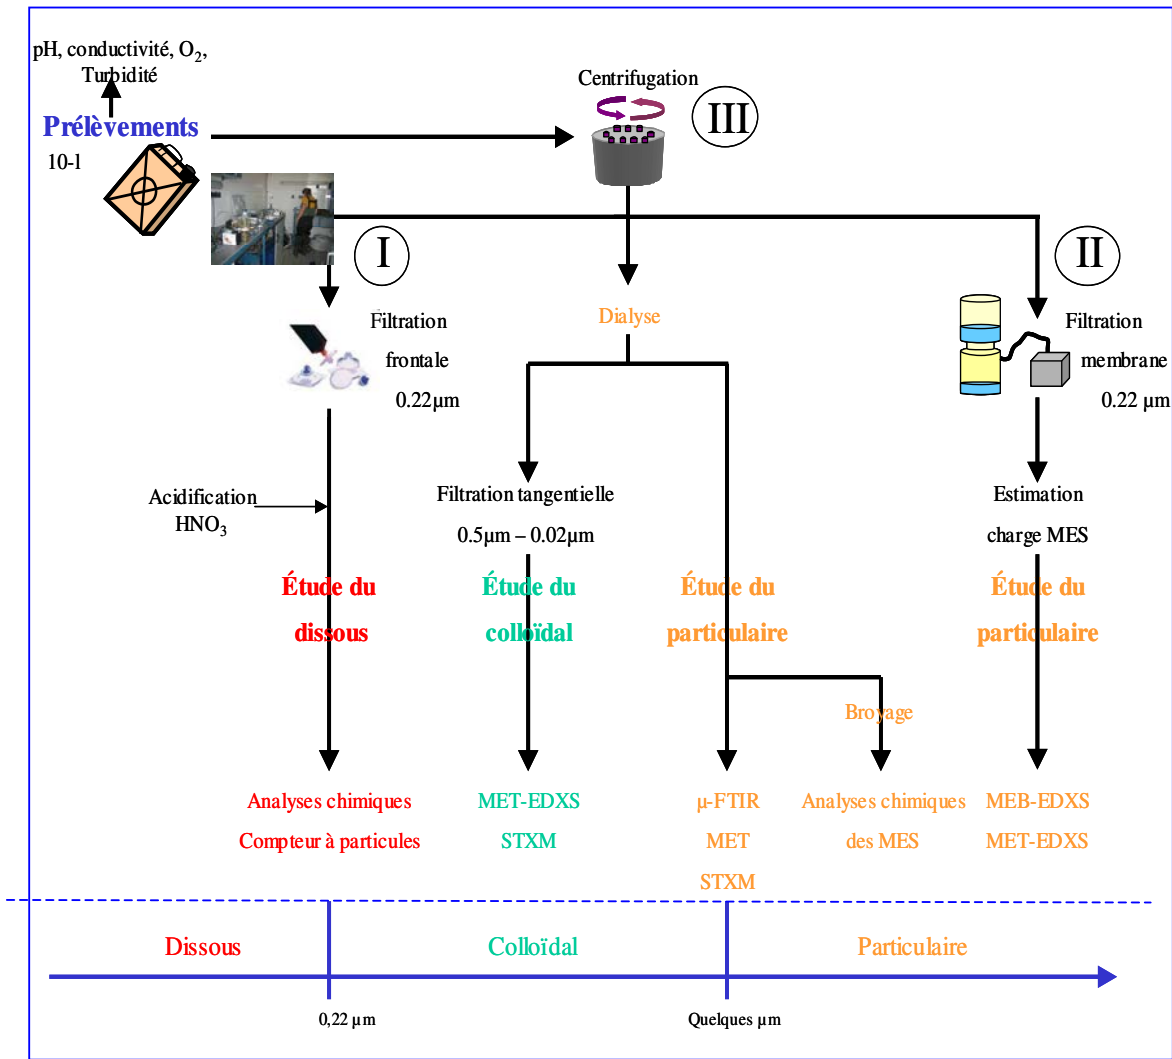 pH, conductivité, O2,
Turbidité
Prélèvements
10-l
Centrifugation
III
I
II
Filtration
frontale
0.22µm
Dialyse
Filtration
membrane
0.22 µm
Acidification
HNO3
Filtration tangentielle
0.5µm – 0.02µm
Estimation
charge MES
Étude du
dissous
Étude du
colloïdal
Étude du
particulaire
Étude du
particulaire
Broyage
Analyses chimiques
Compteur à particules
MET-EDXS
STXM
µ-FTIR
MET
STXM
Analyses chimiques
des MES
MEB-EDXS
MET-EDXS
Dissous
Colloïdal
Particulaire
0,22 µm
Quelques µm